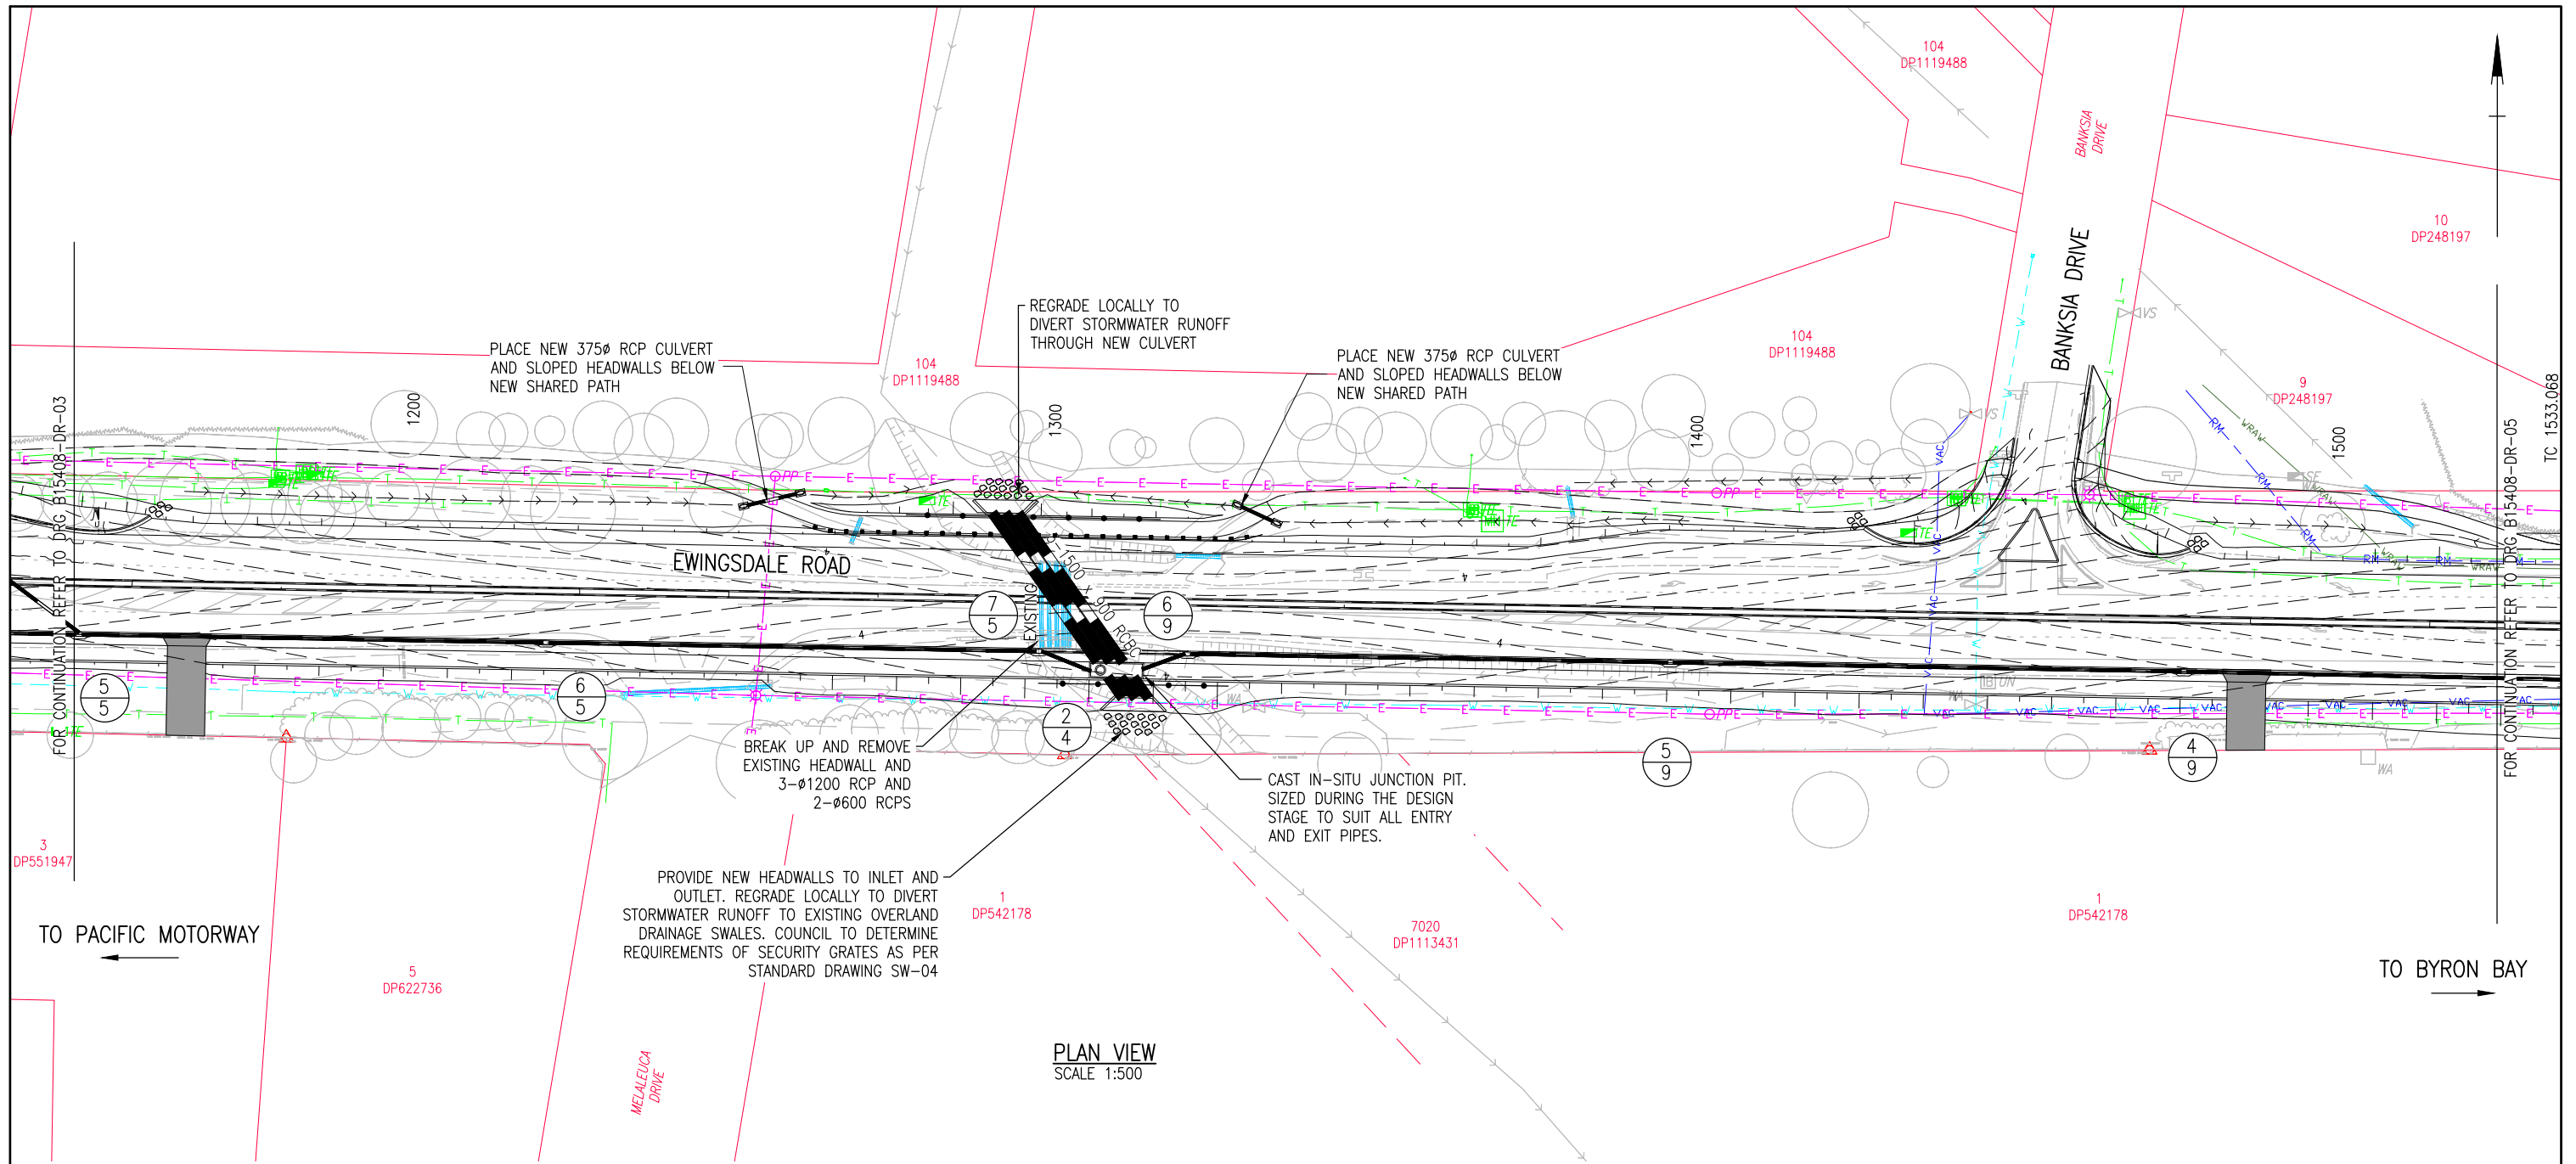 104
DP1119488
BANKSIA
DRIVE
10
DP248197
BANKSIA DRIVE
VS
REGRADE LOCALLY TO
DIVERT STORMWATER RUNOFF
THROUGH NEW CULVERT
PLACE NEW 375ø RCP CULVERT
AND SLOPED HEADWALLS BELOW
NEW SHARED PATH
104
DP1119488
PLACE NEW 375ø RCP CULVERT
AND SLOPED HEADWALLS BELOW
NEW SHARED PATH
104
DP1119488
9
DP248197
TC 1533.068
FOR CONTINUATION REFER TO DRG B15408-DR-03
FOR CONTINUATION REFER TO DRG B15408-DR-05
1200
1300
1400
1500
VS
PP
PP
EWINGSDALE ROAD
EXISTING
7
5
6
9
5
5
6
5
2
4
5
9
4
9
WA
WA
UN
PP
WA
BREAK UP AND REMOVE
EXISTING HEADWALL AND
3-ø1200 RCP AND
2-ø600 RCPS
CAST IN-SITU JUNCTION PIT.
SIZED DURING THE DESIGN
STAGE TO SUIT ALL ENTRY
AND EXIT PIPES.
3
DP551947
PROVIDE NEW HEADWALLS TO INLET AND
OUTLET. REGRADE LOCALLY TO DIVERT
STORMWATER RUNOFF TO EXISTING OVERLAND
DRAINAGE SWALES. COUNCIL TO DETERMINE
REQUIREMENTS OF SECURITY GRATES AS PER
STANDARD DRAWING SW-04
1
DP542178
7020
DP1113431
1
DP542178
TO PACIFIC MOTORWAY
5
DP622736
TO BYRON BAY
MELALEUCA
DRIVE
PLAN VIEW
SCALE 1:500